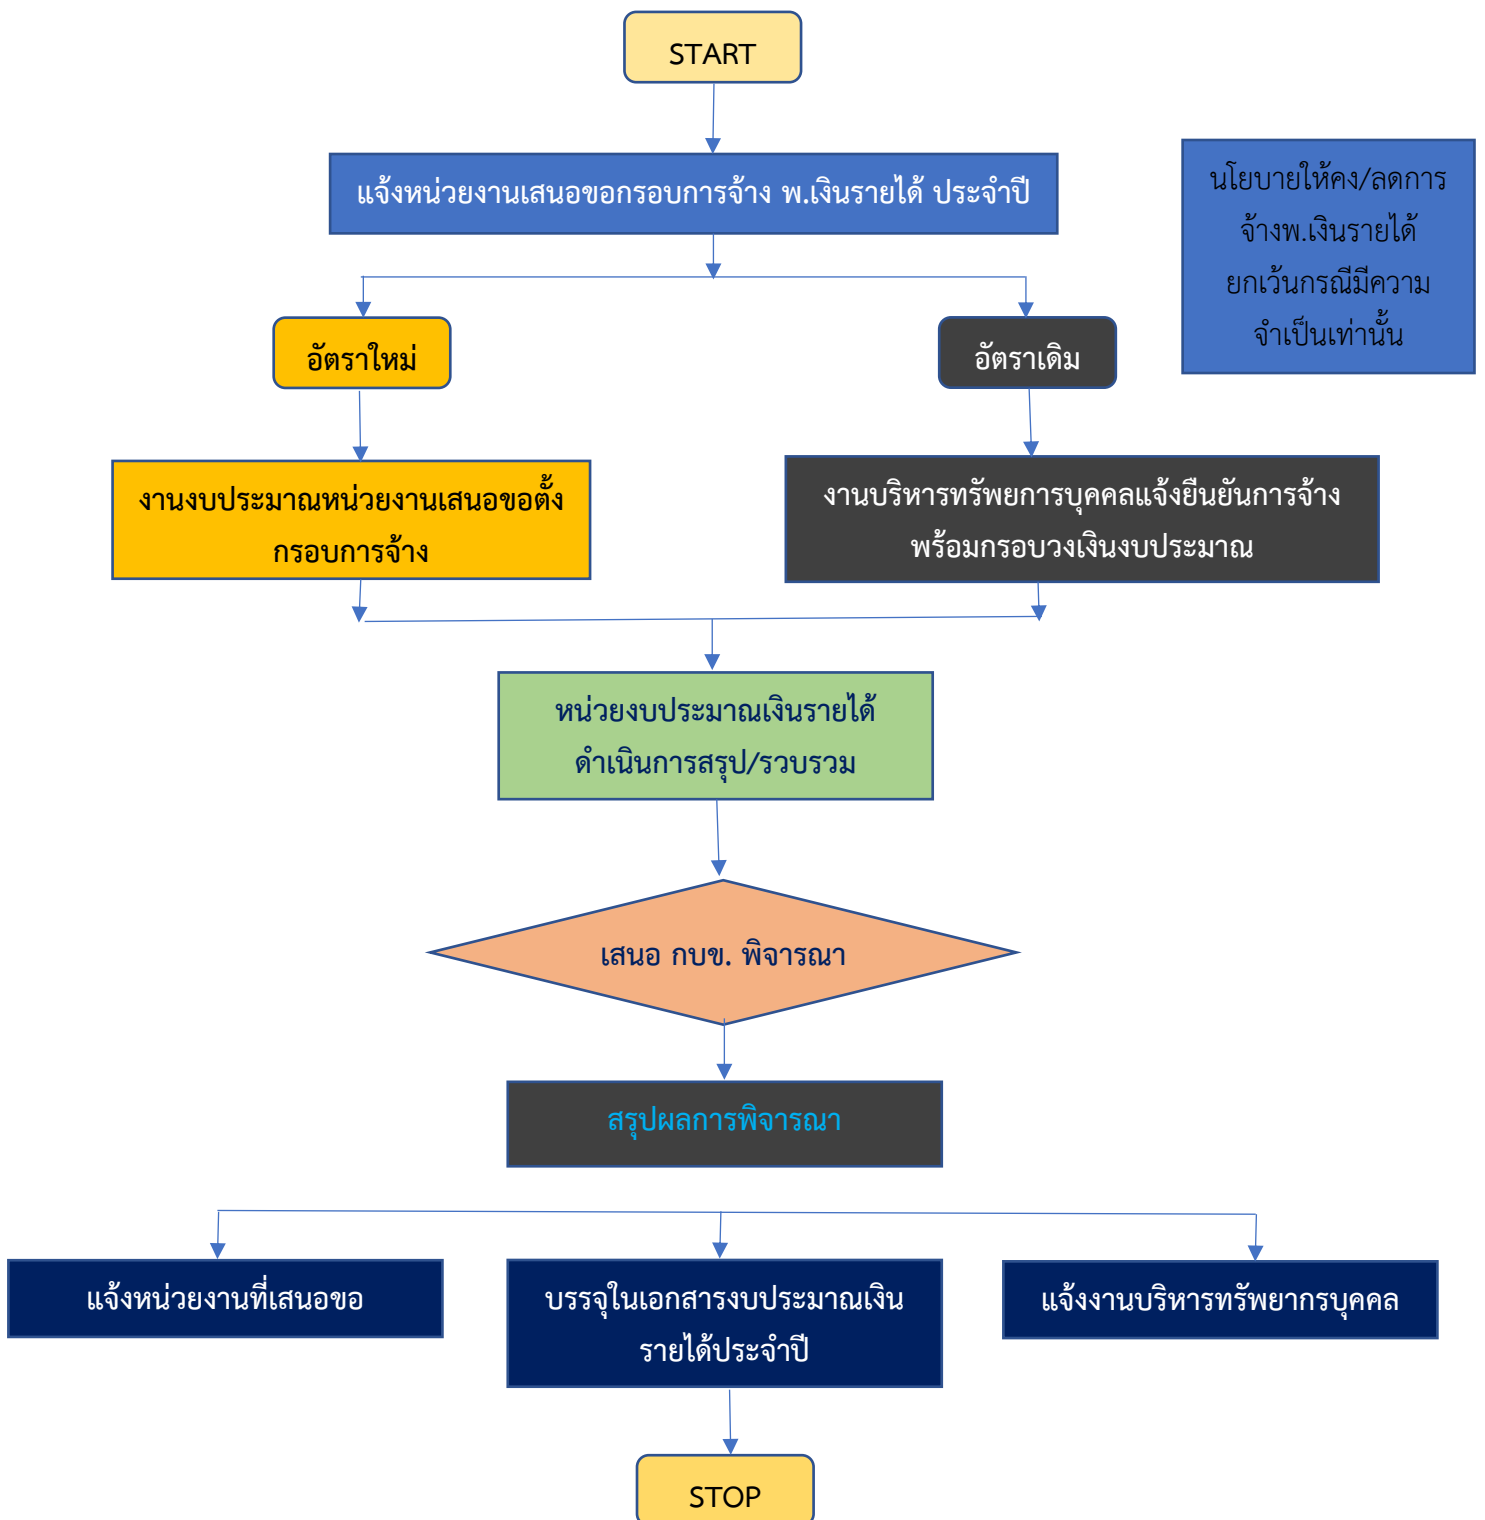 START
แจ้งหน่วยงานเสนอขอกรอบการจ้าง พ.เงินรายได้ ประจำปี
นโยบายให้คง/ลดการ
จ้างพ.เงินรายได้
ยกเว้นกรณีมีความ
จำเป็นเท่านั้น
อัตราใหม่
อัตราเดิม
งานงบประมาณหน่วยงานเสนอขอตั้ง
กรอบการจ้าง
งานบริหารทรัพยการบุคคลแจ้งยืนยันการจ้าง
พร้อมกรอบวงเงินงบประมาณ
หน่วยงบประมาณเงินรายได้
ดำเนินการสรุป/รวบรวม
เสนอ กบข. พิจารณา
สรุปผลการพิจารณา
แจ้งหน่วยงานที่เสนอขอ
บรรจุในเอกสารงบประมาณเงิน
รายได้ประจำปี
แจ้งงานบริหารทรัพยากรบุคคล
STOP